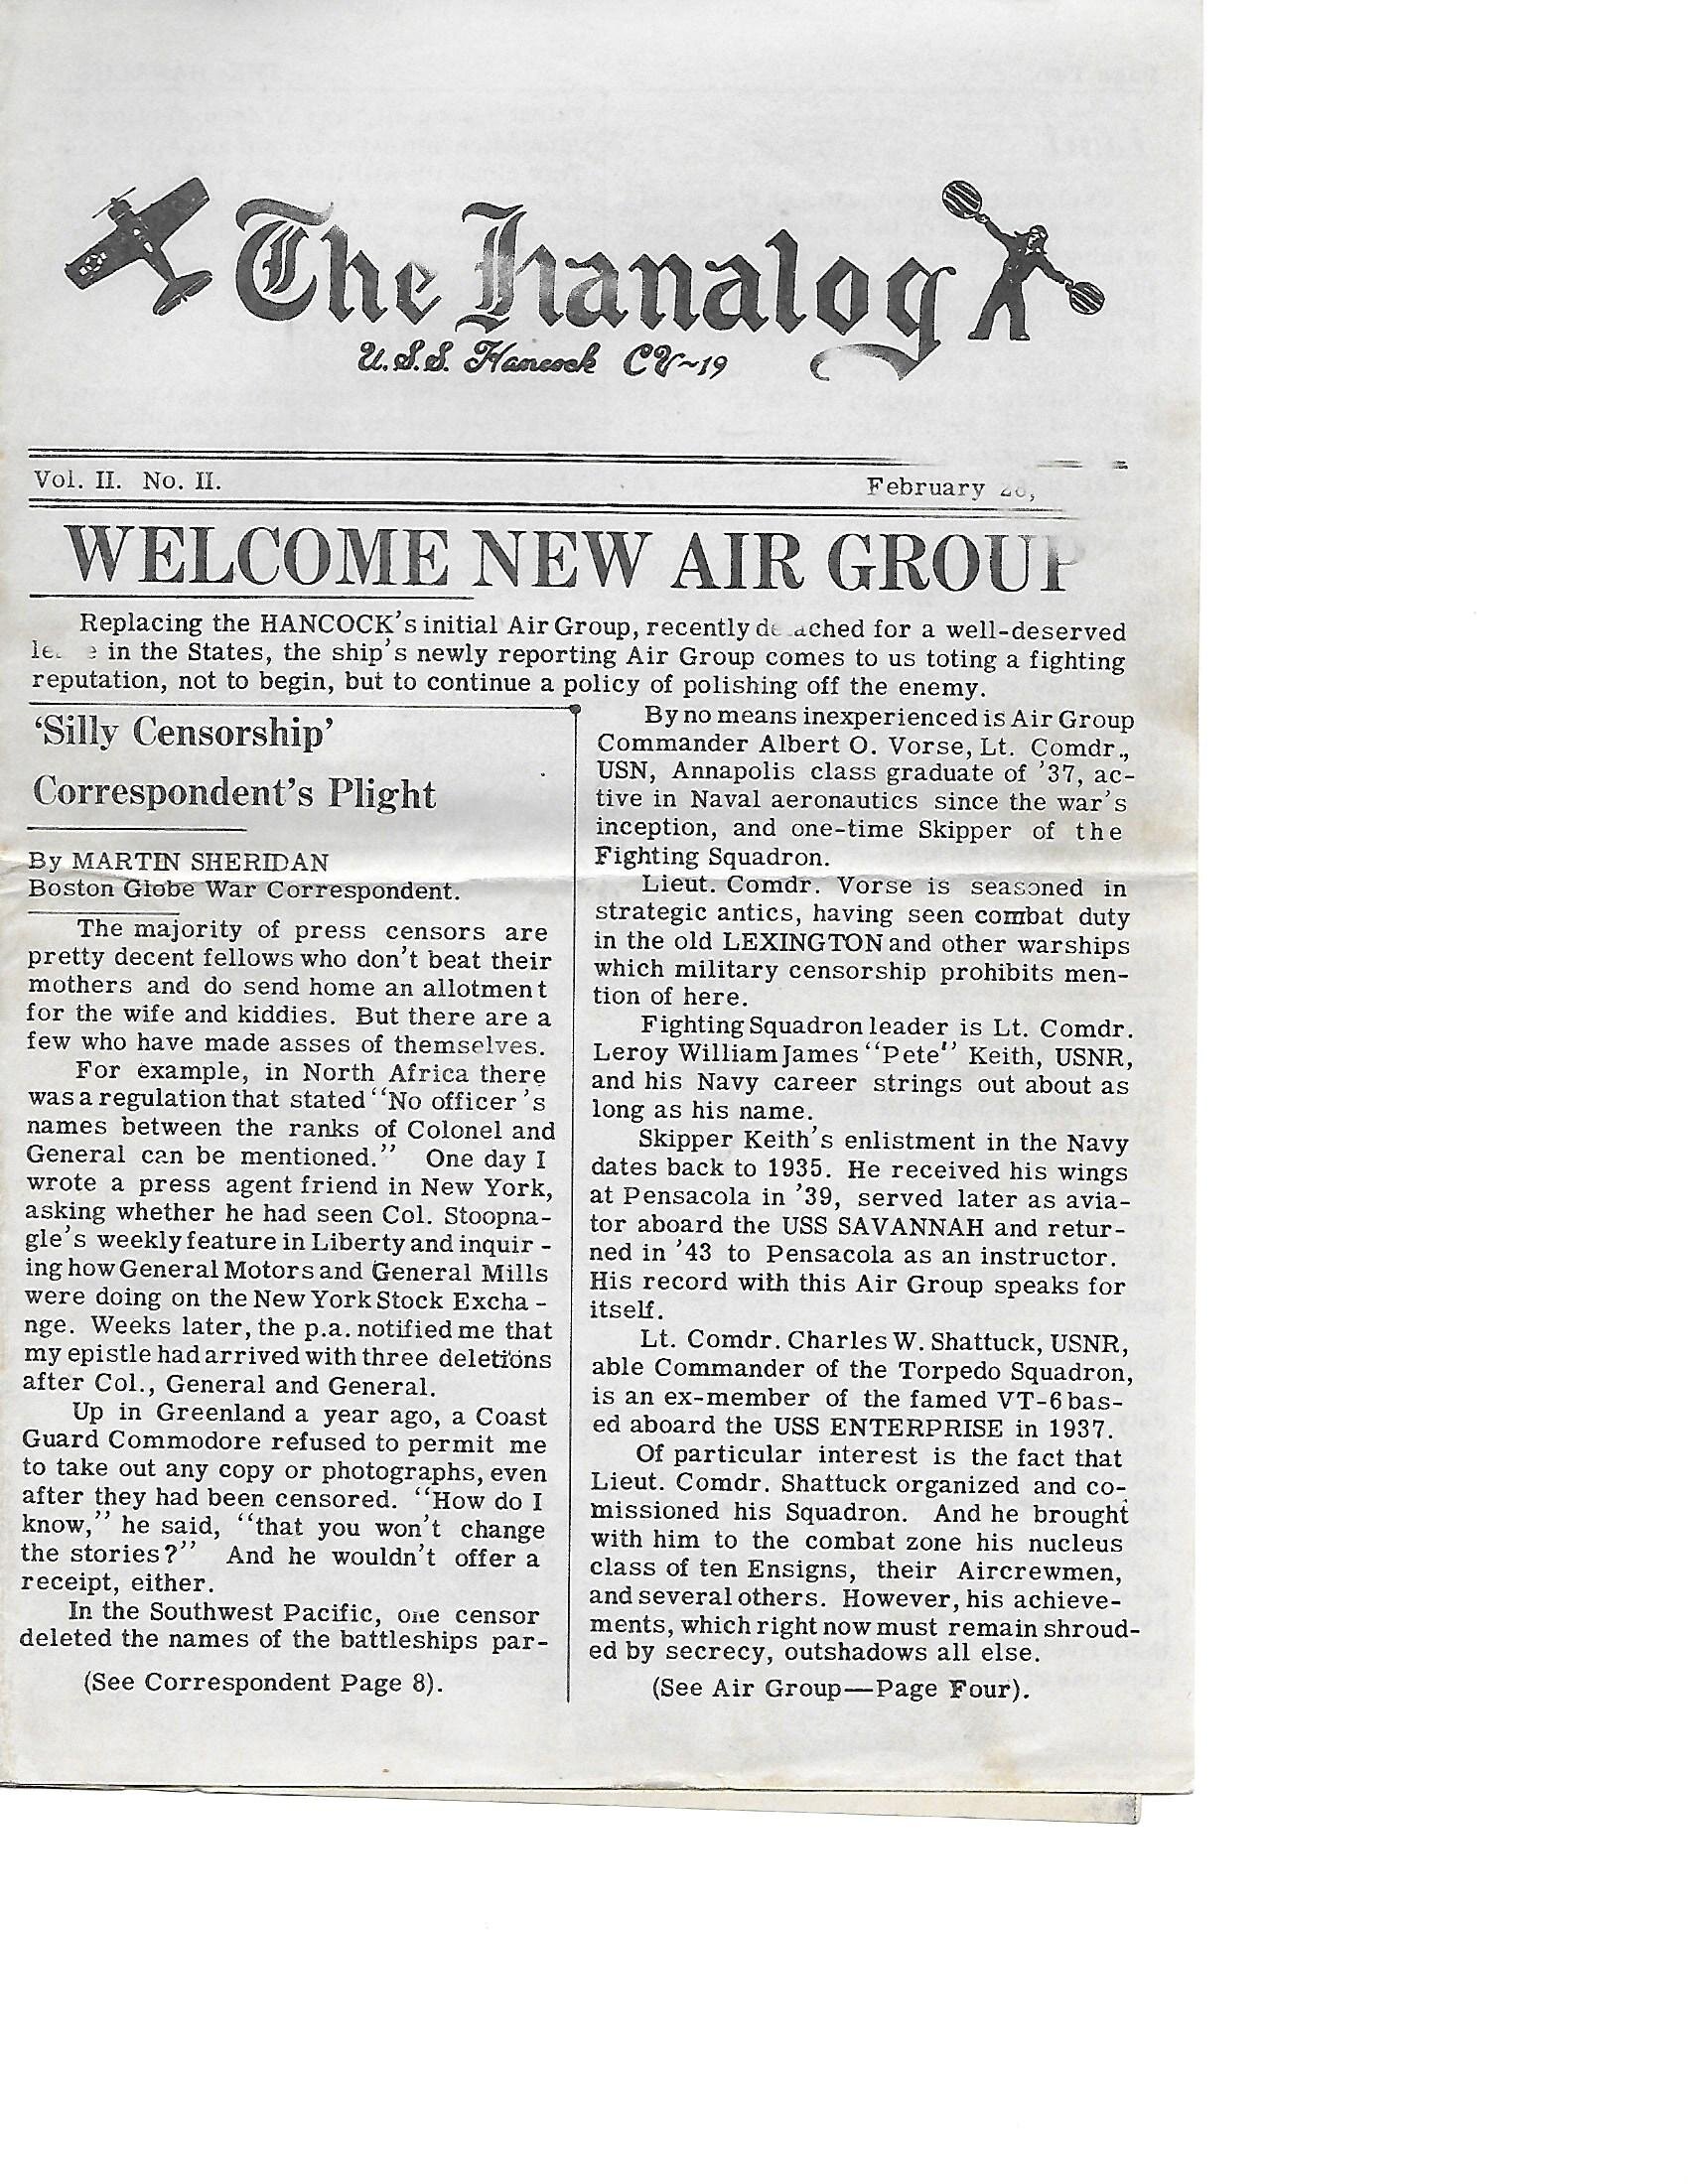 The Hanalog
U.S.S. Hancock CV~19
Vol. II. No. II.
February
WELCOME NEW AIR GROUP
Replacing the HANCOCK's initial Air Group, recently detached for a well-deserved
in the States, the ship's newly reporting Air Group comes to us toting a fighting
reputation, not to begin, but to continue a policy of polishing off the enemy.
'Silly Censorship'
Correspondent's Plight
By MARTIN SHERIDAN
Boston Globe War Correspondent.
The majority of press censors are
pretty decent fellows who don't beat their
mothers and do send home an allotment
for the wife and kiddies. But there are a
few who have made asses of themselves.
For example, in North Africa there
was a regulation that stated "No officer's
names between the ranks of Colonel and
General can be mentioned." One day I
wrote a press agent friend in New York,
asking whether he had seen Col. Stoopna-
gle's weekly feature in Liberty and inquir -
ing how General Motors and General Mills
were doing on the New York Stock Excha -
nge. Weeks later, the p.a. notified me that
my epistle had arrived with three deletions
after Col., General and General.
Up in Greenland a year ago, a Coast
Guard Commodore refused to permit me
to take out any copy or photographs, even
after they had been censored. "How do I
know," he said, "that you won't change
the stories?" And he wouldn't offer a
receipt, either.
In the Southwest Pacific, one censor
deleted the names of the battleships par-
(See Correspondent Page 8).
By no means inexperienced is Air Group
Commander Albert O. Vorse, Lt. Comdr.,
USN, Annapolis class graduate of '37, ac-
tive in Naval aeronautics since the war's
inception, and one-time Skipper of the
Fighting Squadron.
Lieut. Comdr. Vorse is seasoned in
strategic antics, having seen combat duty
in the old LEXINGTON and other warships
which military censorship prohibits men-
tion of here.
Fighting Squadron leader is Lt. Comdr.
Leroy William James "Pete" Keith, USNR,
and his Navy career strings out about as
long as his name.
Skipper Keith's enlistment in the Navy
dates back to 1935. He received his wings
at Pensacola in '39, served later as avia-
tor aboard the USS SAVANNAH and retur-
ned in '43 to Pensacola as an instructor.
His record with this Air Group speaks for
itself.
Lt. Comdr. Charles W. Shattuck, USNR,
able Commander of the Torpedo Squadron,
is an ex-member of the famed VT-6 bas-
ed aboard the USS ENTERPRISE in 1937.
Of particular interest is the fact that
Lieut. Comdr. Shattuck organized and co-
missioned his Squadron. And he brought
with him to the combat zone his nucleus
class of ten Ensigns, their Aircrewmen,
and several others. However, his achieve-
ments, which right now must remain shroud-
ed by secrecy, outshadows all else.
(See Air Group—Page Four).